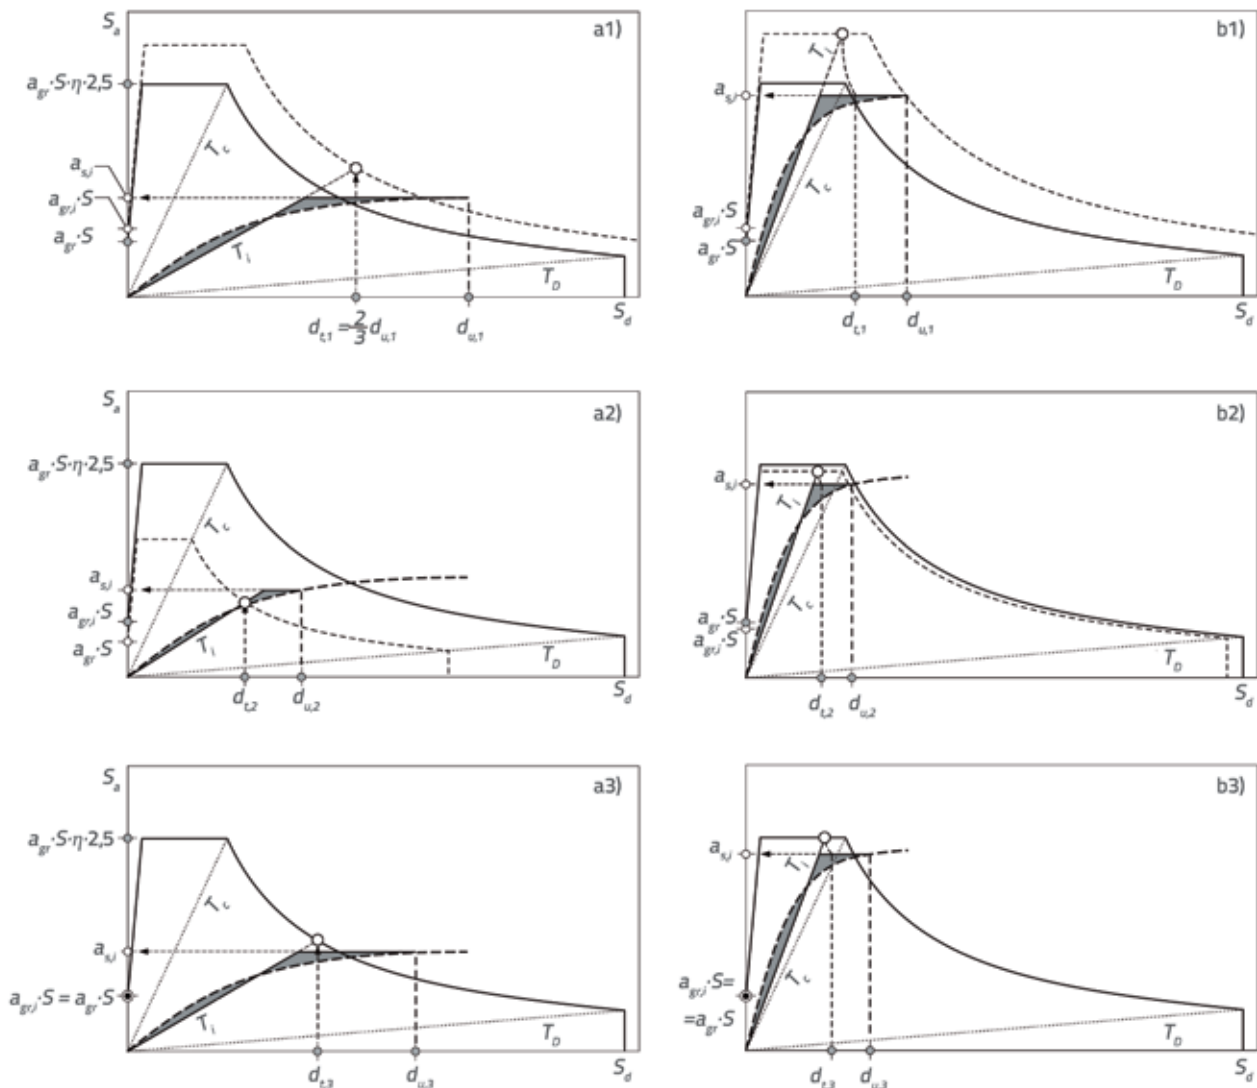 S_a
a1)
a_gr·S·η·2,5
T_c
a_s,i
a_gr,i·S
a_gr·S
T_i
T_D
S_d
d_t,1 = 2/3 d_u,1
d_u,1
b1)
T_i
a_s,i
T_c
a_gr,i·S
a_gr·S
T_D
S_d
d_t,1
d_u,1
S_a
a2)
a_gr·S·η·2,5
T_c
a_s,i
a_gr,i·S
a_gr·S
T_i
T_D
S_d
d_t,2
d_u,2
b2)
a_s,i
T_i
T_c
a_gr·S
a_gr,i·S
T_D
S_d
d_t,2
d_u,2
S_a
a3)
a_gr·S·η·2,5
T_c
a_s,i
a_gr,i·S = a_gr·S
T_i
T_D
S_d
d_t,3
d_u,3
b3)
a_s,i
T_i
T_c
a_gr,i·S=
=a_gr·S
T_D
S_d
d_t,3
d_u,3